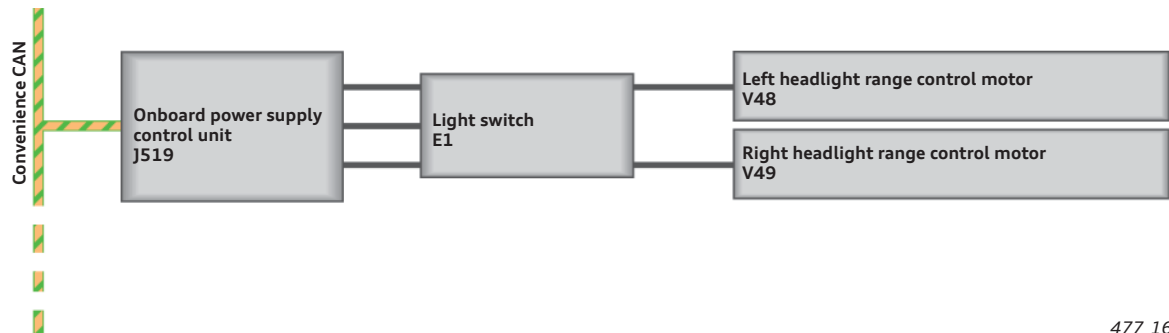 Convenience CAN
Onboard power supply
control unit
J519
Light switch
E1
Left headlight range control motor
V48
Right headlight range control motor
V49
477_16